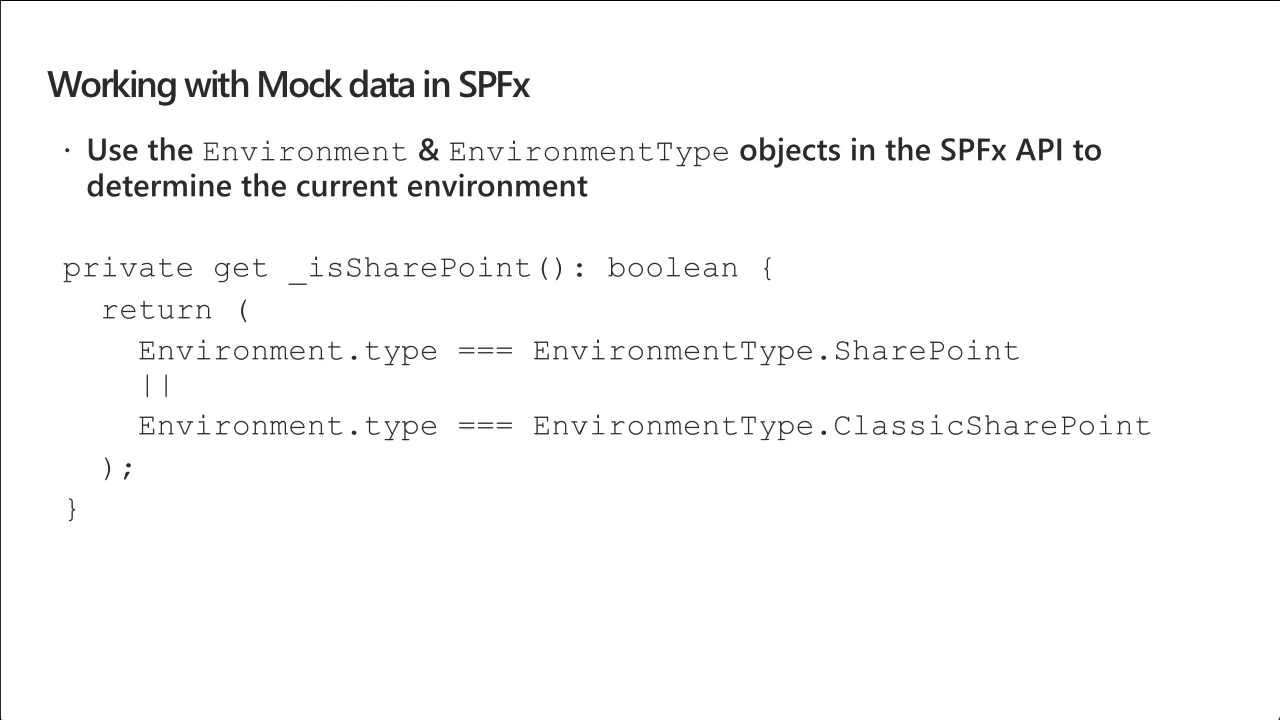 Working with Mock data in SPFx
· Use the Environment & EnvironmentType objects in the SPFx API to
determine the current environment
private get _isSharePoint(): boolean {
  return (
    Environment.type === EnvironmentType.SharePoint
    ||
    Environment.type === EnvironmentType.ClassicSharePoint
  );
}